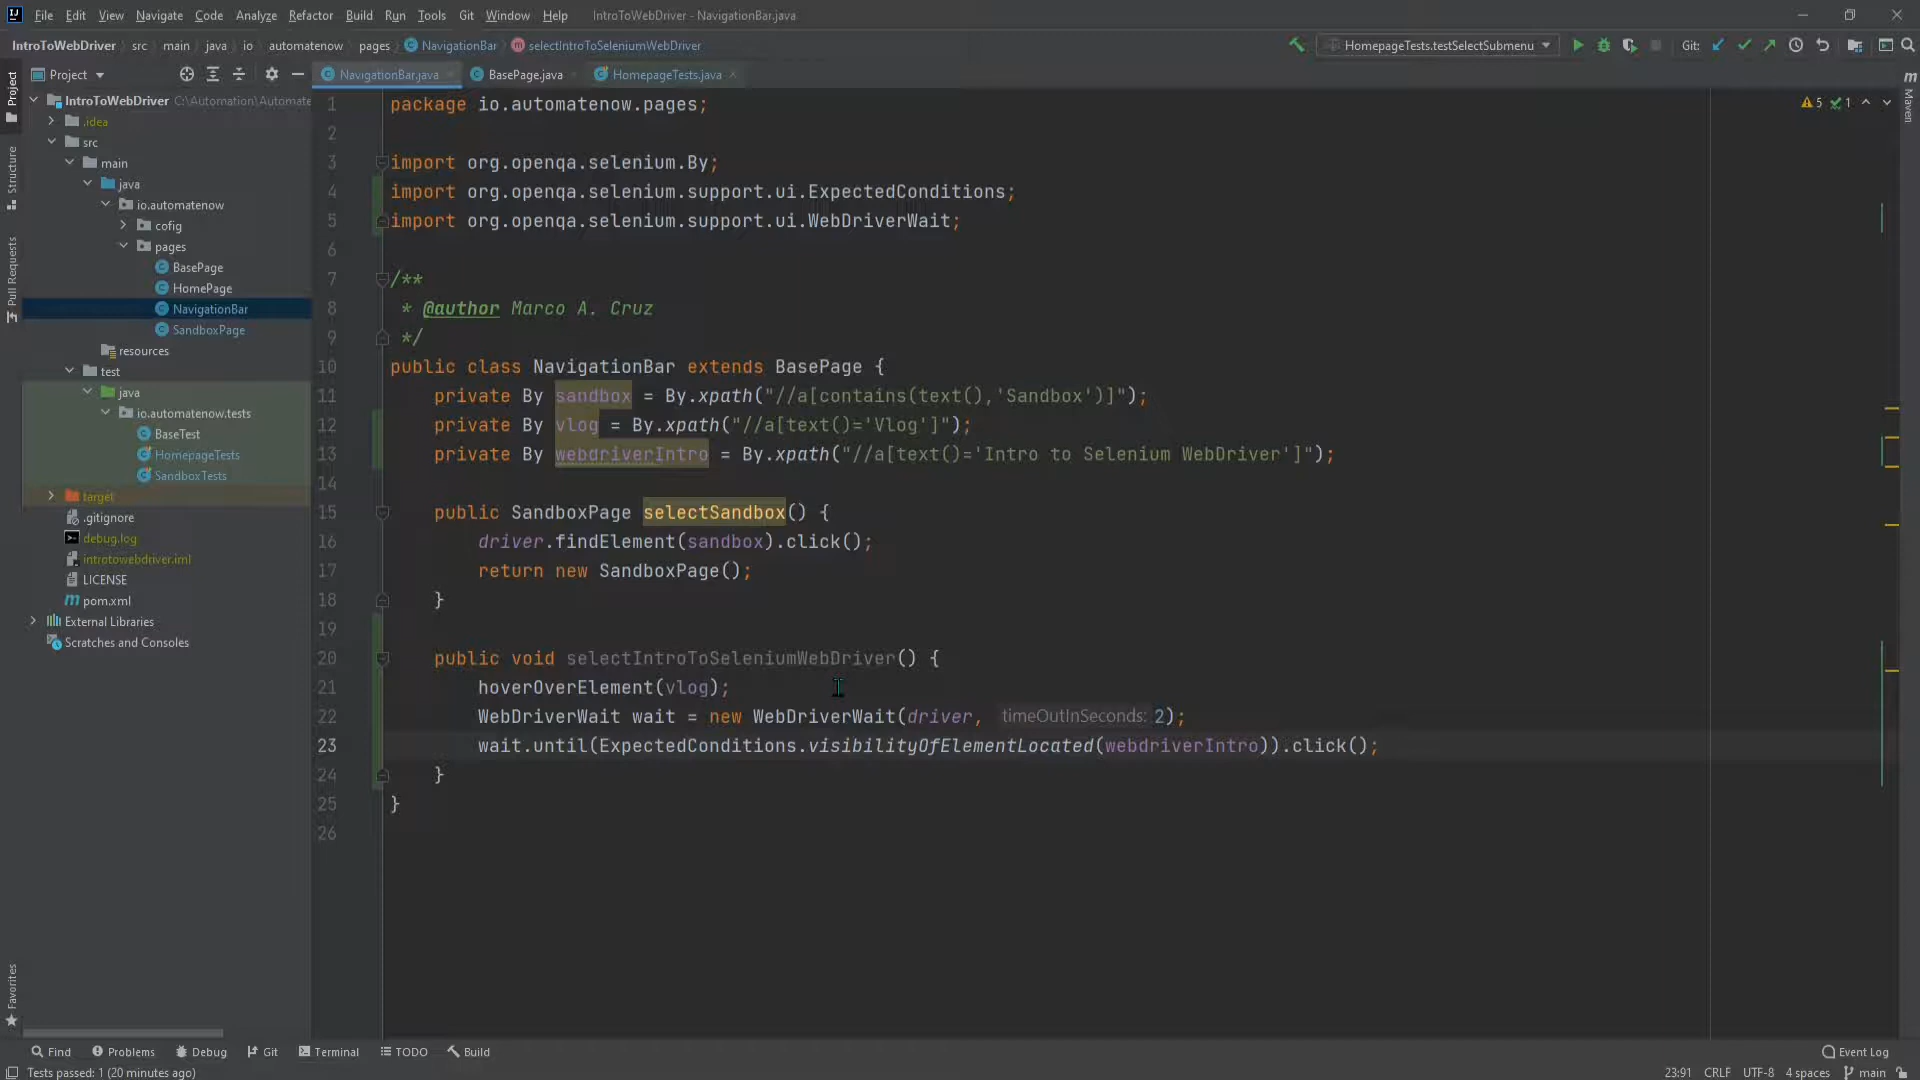 File Edit View Navigate Code Analyze Refactor Build Run Tools Git Window Help IntroToWebDriver - NavigationBar.java
IntroToWebDriver src main java io automatenow pages NavigationBar selectIntroToSeleniumWebDriver HomepageTests.testSelectSubmenu Git:
Project
NavigationBar.java BasePage.java HomepageTests.java
Project
Structure
Pull Requests
Favorites
Maven
IntroToWebDriver C:\Automation\Automate
.idea
src
main
java
io.automatenow
cofig
pages
BasePage
HomePage
NavigationBar
SandboxPage
resources
test
java
io.automatenow.tests
BaseTest
HomepageTests
SandboxTests
target
.gitignore
debug.log
introtowebdriver.iml
LICENSE
pom.xml
External Libraries
Scratches and Consoles
5 1
1 package io.automatenow.pages;
2
3 import org.openqa.selenium.By;
4 import org.openqa.selenium.support.ui.ExpectedConditions;
5 import org.openqa.selenium.support.ui.WebDriverWait;
6
7 /**
8 * @author Marco A. Cruz
9 */
10 public class NavigationBar extends BasePage {
11 private By sandbox = By.xpath("//a[contains(text(),'Sandbox')]");
12 private By vlog = By.xpath("//a[text()='Vlog']");
13 private By webdriverIntro = By.xpath("//a[text()='Intro to Selenium WebDriver']");
14
15 public SandboxPage selectSandbox() {
16 driver.findElement(sandbox).click();
17 return new SandboxPage();
18 }
19
20 public void selectIntroToSeleniumWebDriver() {
21 hoverOverElement(vlog);
22 WebDriverWait wait = new WebDriverWait(driver, timeOutInSeconds: 2);
23 wait.until(ExpectedConditions.visibilityOfElementLocated(webdriverIntro)).click();
24 }
25 }
26
Find Problems Debug Git Terminal TODO Build Event Log
Tests passed: 1 (20 minutes ago) 23:91 CRLF UTF-8 4 spaces main